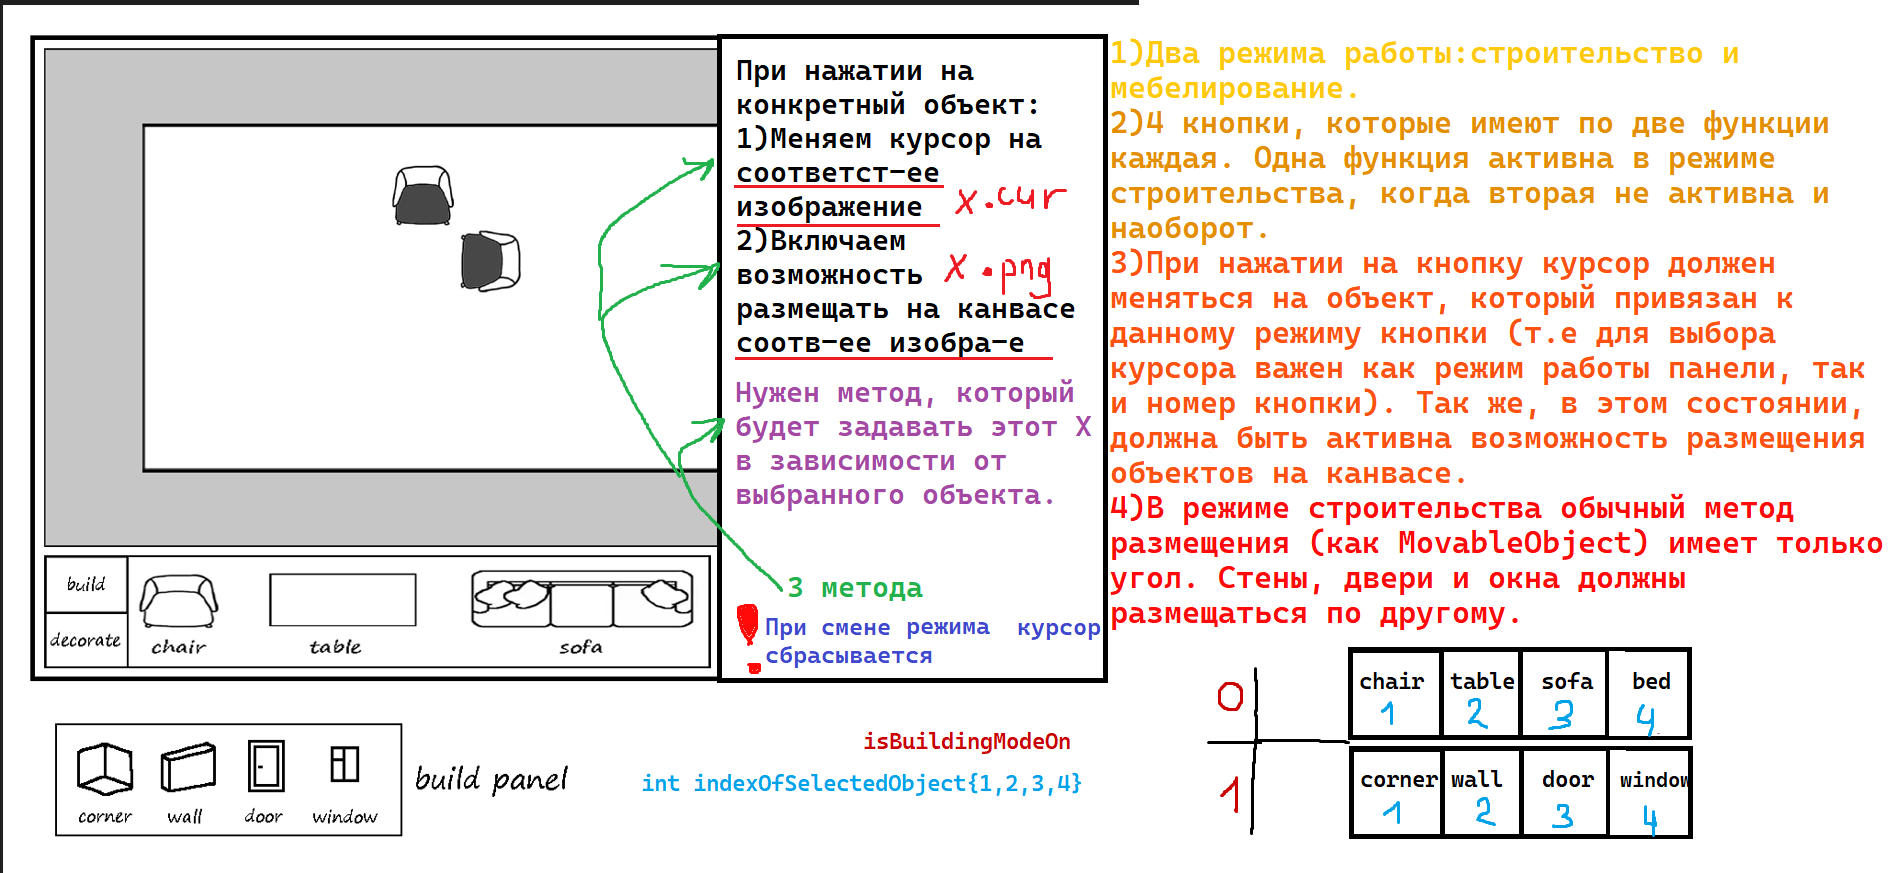 При нажатии на
конкретный объект:
1)Меняем курсор на
соответст-ее
изображение
x.cur
2)Включаем
возможность
x.png
размещать на канвасе
соотв-ее изобра-е
Нужен метод, который
будет задавать этот X
в зависимости от
выбранного объекта.
3 метода
! При смене режима курсор
сбрасывается
build
decorate
chair
table
sofa
corner
wall
door
window
build panel
isBuildingModeOn
int indexOfSelectedObject{1,2,3,4}
1)Два режима работы:строительство и
мебелирование.
2)4 кнопки, которые имеют по две функции
каждая. Одна функция активна в режиме
строительства, когда вторая не активна и
наоборот.
3)При нажатии на кнопку курсор должен
меняться на объект, который привязан к
данному режиму кнопки (т.е для выбора
курсора важен как режим работы панели, так
и номер кнопки). Так же, в этом состоянии,
должна быть активна возможность размещения
объектов на канвасе.
4)В режиме строительства обычный метод
размещения (как MovableObject) имеет только
угол. Стены, двери и окна должны
размещаться по другому.
0
chair table sofa bed
1 2 3 4
1
corner wall door window
1 2 3 4